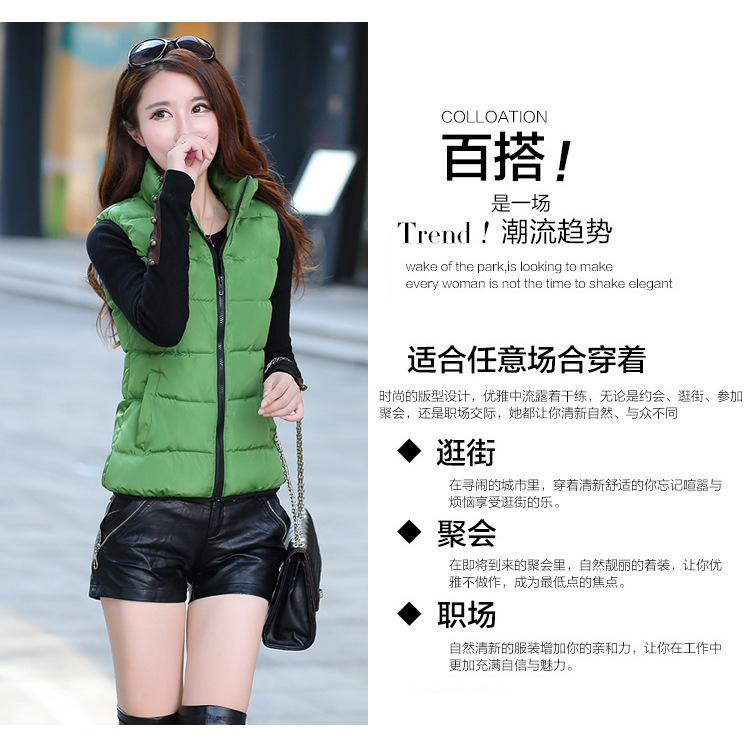 COLLOATION
百搭！
是一场
Trend！潮流趋势
wake of the park,is looking to make
every woman is not the time to shake elegant
适合任意场合穿着
时尚的版型设计，优雅中流露着干练，无论是约会、逛街、参加
聚会，还是职场交际，她都让你清新自然、与众不同
逛街
在寻闹的城市里，穿着清新舒适的你忘记喧嚣与
烦恼享受逛街的乐。
聚会
在即将到来的聚会里，自然靓丽的着装，让你优
雅不做作，成为最低点的焦点。
职场
自然清新的服装增加你的亲和力，让你在工作中
更加充满自信与魅力。